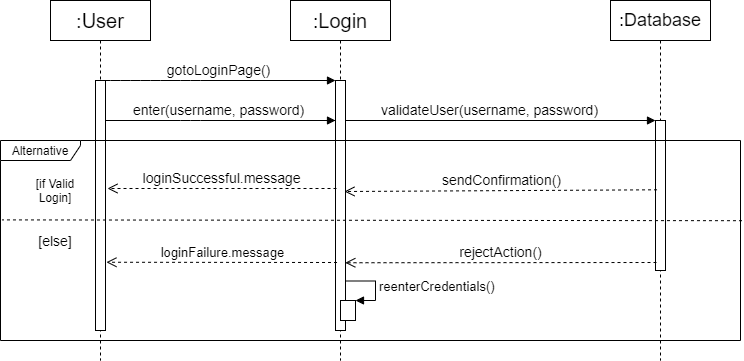 :User
:Login
:Database
gotoLoginPage()
enter(username, password)
validateUser(username, password)
Alternative
[if Valid
Login]
loginSuccessful.message
sendConfirmation()
[else]
loginFailure.message
rejectAction()
reenterCredentials()